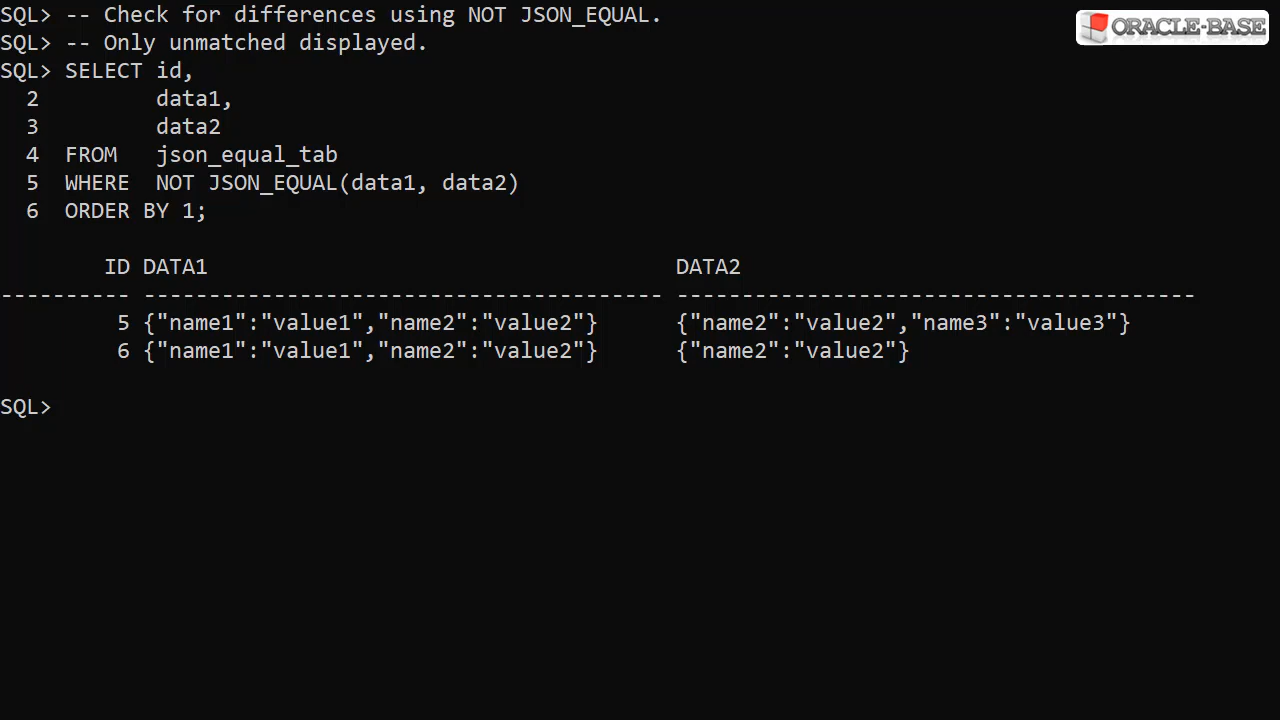 SQL> -- Check for differences using NOT JSON_EQUAL.
ORACLE-BASE
SQL> -- Only unmatched displayed.
SQL> SELECT id,
  2         data1,
  3         data2
  4  FROM   json_equal_tab
  5  WHERE  NOT JSON_EQUAL(data1, data2)
  6  ORDER BY 1;
        ID DATA1                                    DATA2
---------- ---------------------------------------- ----------------------------------------
         5 {"name1":"value1","name2":"value2"}      {"name2":"value2","name3":"value3"}
         6 {"name1":"value1","name2":"value2"}      {"name2":"value2"}
SQL>